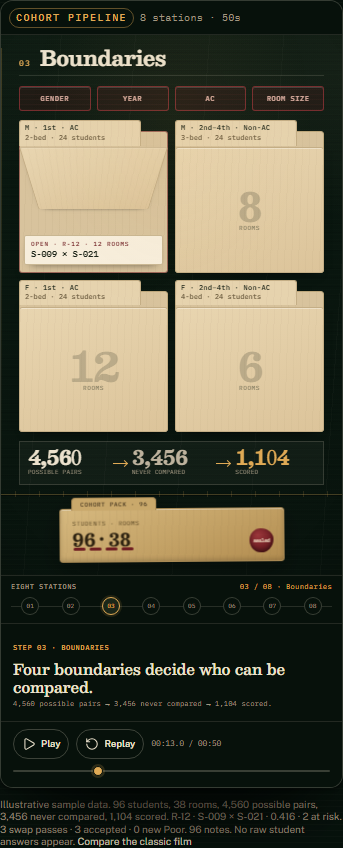 COHORT PIPELINE 8 stations · 50s
03 Boundaries
GENDER YEAR AC ROOM SIZE
M · 1st · AC
2-bed · 24 students
M · 2nd-4th · Non-AC
3-bed · 24 students
8
ROOMS
OPEN · R-12 · 12 ROOMS
S-009 × S-021
F · 1st · AC
2-bed · 24 students
F · 2nd-4th · Non-AC
4-bed · 24 students
12
ROOMS
6
ROOMS
4,560 → 3,456 → 1,104
POSSIBLE PAIRS NEVER COMPARED SCORED
COHORT PACK · 96
STUDENTS · ROOMS
96·38
sealed
EIGHT STATIONS 03 / 08 · Boundaries
01 02 03 04 05 06 07 08
STEP 03 · BOUNDARIES
Four boundaries decide who can be
compared.
4,560 possible pairs → 3,456 never compared → 1,104 scored.
Play Replay 00:13.0 / 00:50
Illustrative sample data. 96 students, 38 rooms, 4,560 possible pairs,
3,456 never compared, 1,104 scored. R-12 · S-009 × S-021 · 0.416 · 2 at risk.
3 swap passes · 3 accepted · 0 new Poor. 96 notes. No raw student
answers appear. Compare the classic film